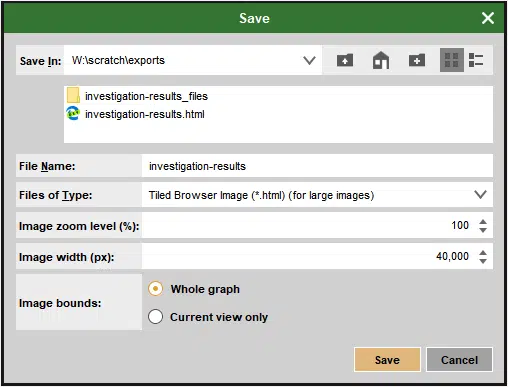 Save
Save In: W:\scratch\exports
investigation-results_files
investigation-results.html
File Name: investigation-results
Files of Type: Tiled Browser Image (*.html) (for large images)
Image zoom level (%): 100
Image width (px): 40,000
Image bounds: Whole graph
Current view only
Save Cancel